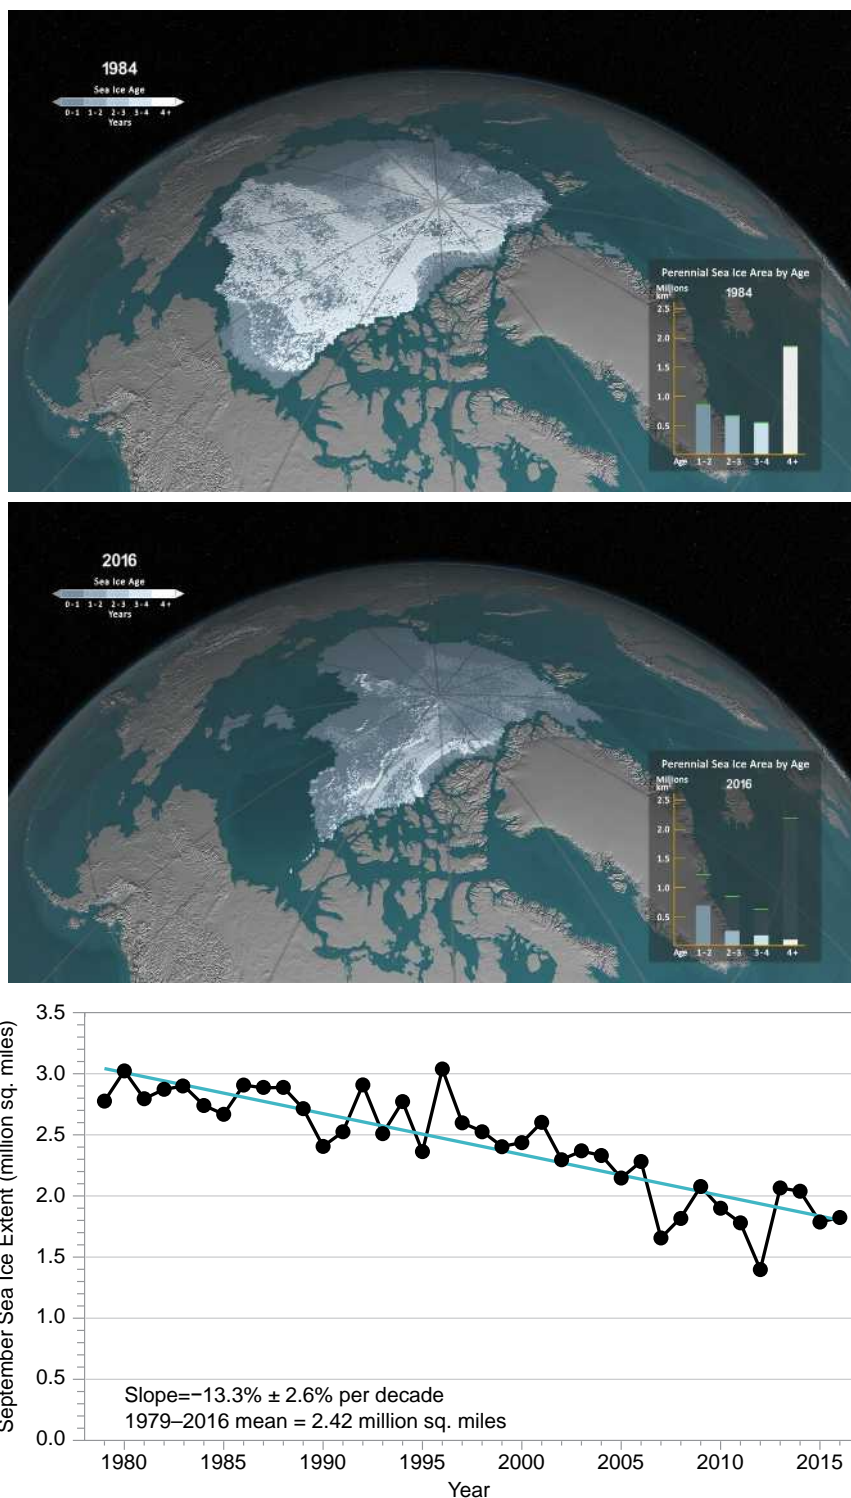 1984
Sea Ice Age
0-1 1-2 2-3 3-4 4+
Years
Perennial Sea Ice Area by Age
Millions
km²
1984
2.5
2.0
1.5
1.0
0.5
Age 1-2 2-3 3-4 4+
2016
Sea Ice Age
0-1 1-2 2-3 3-4 4+
Years
Perennial Sea Ice Area by Age
Millions
km²
2016
2.5
2.0
1.5
1.0
0.5
Age 1-2 2-3 3-4 4+
September Sea Ice Extent (million sq. miles)
3.5
3.0
2.5
2.0
1.5
1.0
0.5
0.0
Slope=−13.3% ± 2.6% per decade
1979–2016 mean = 2.42 million sq. miles
1980 1985 1990 1995 2000 2005 2010 2015
Year